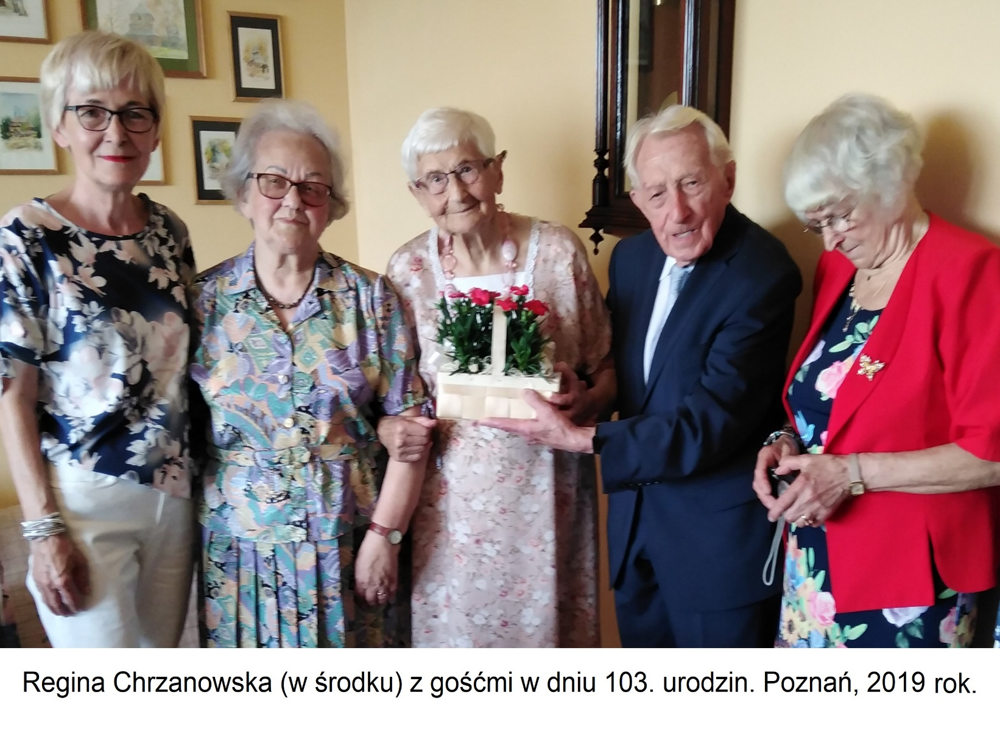 Regina Chrzanowska (w środku) z gośćmi w dniu 103. urodzin. Poznań, 2019 rok.